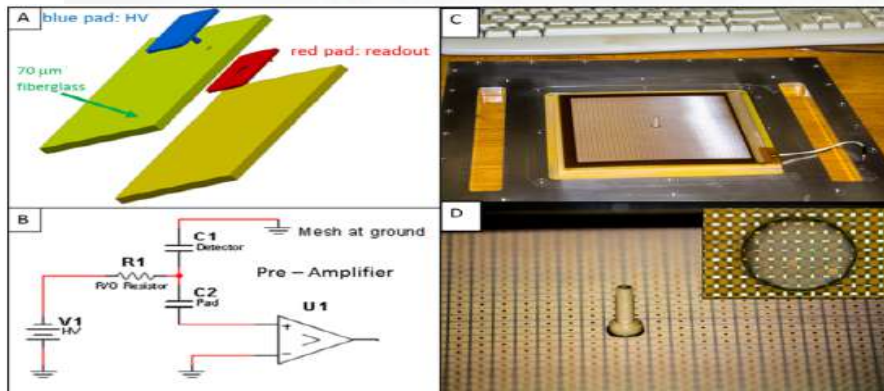 A
blue pad: HV
red pad: readout
70 μm
fiberglass
B
C1
Detector
Mesh at ground
R1
R/O Resistor
Pre – Amplifier
C2
Pad
U1
V1
HV
+
−
C
D